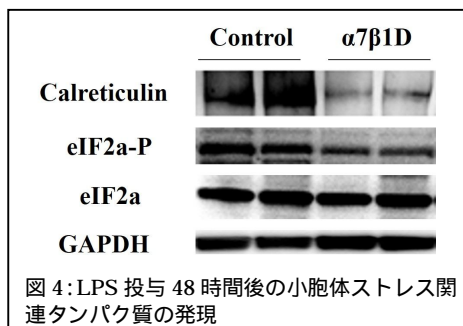 Control α7β1D
Calreticulin
eIF2a-P
eIF2a
GAPDH
図 4：LPS 投与 48 時間後の小胞体ストレス関
連タンパク質の発現